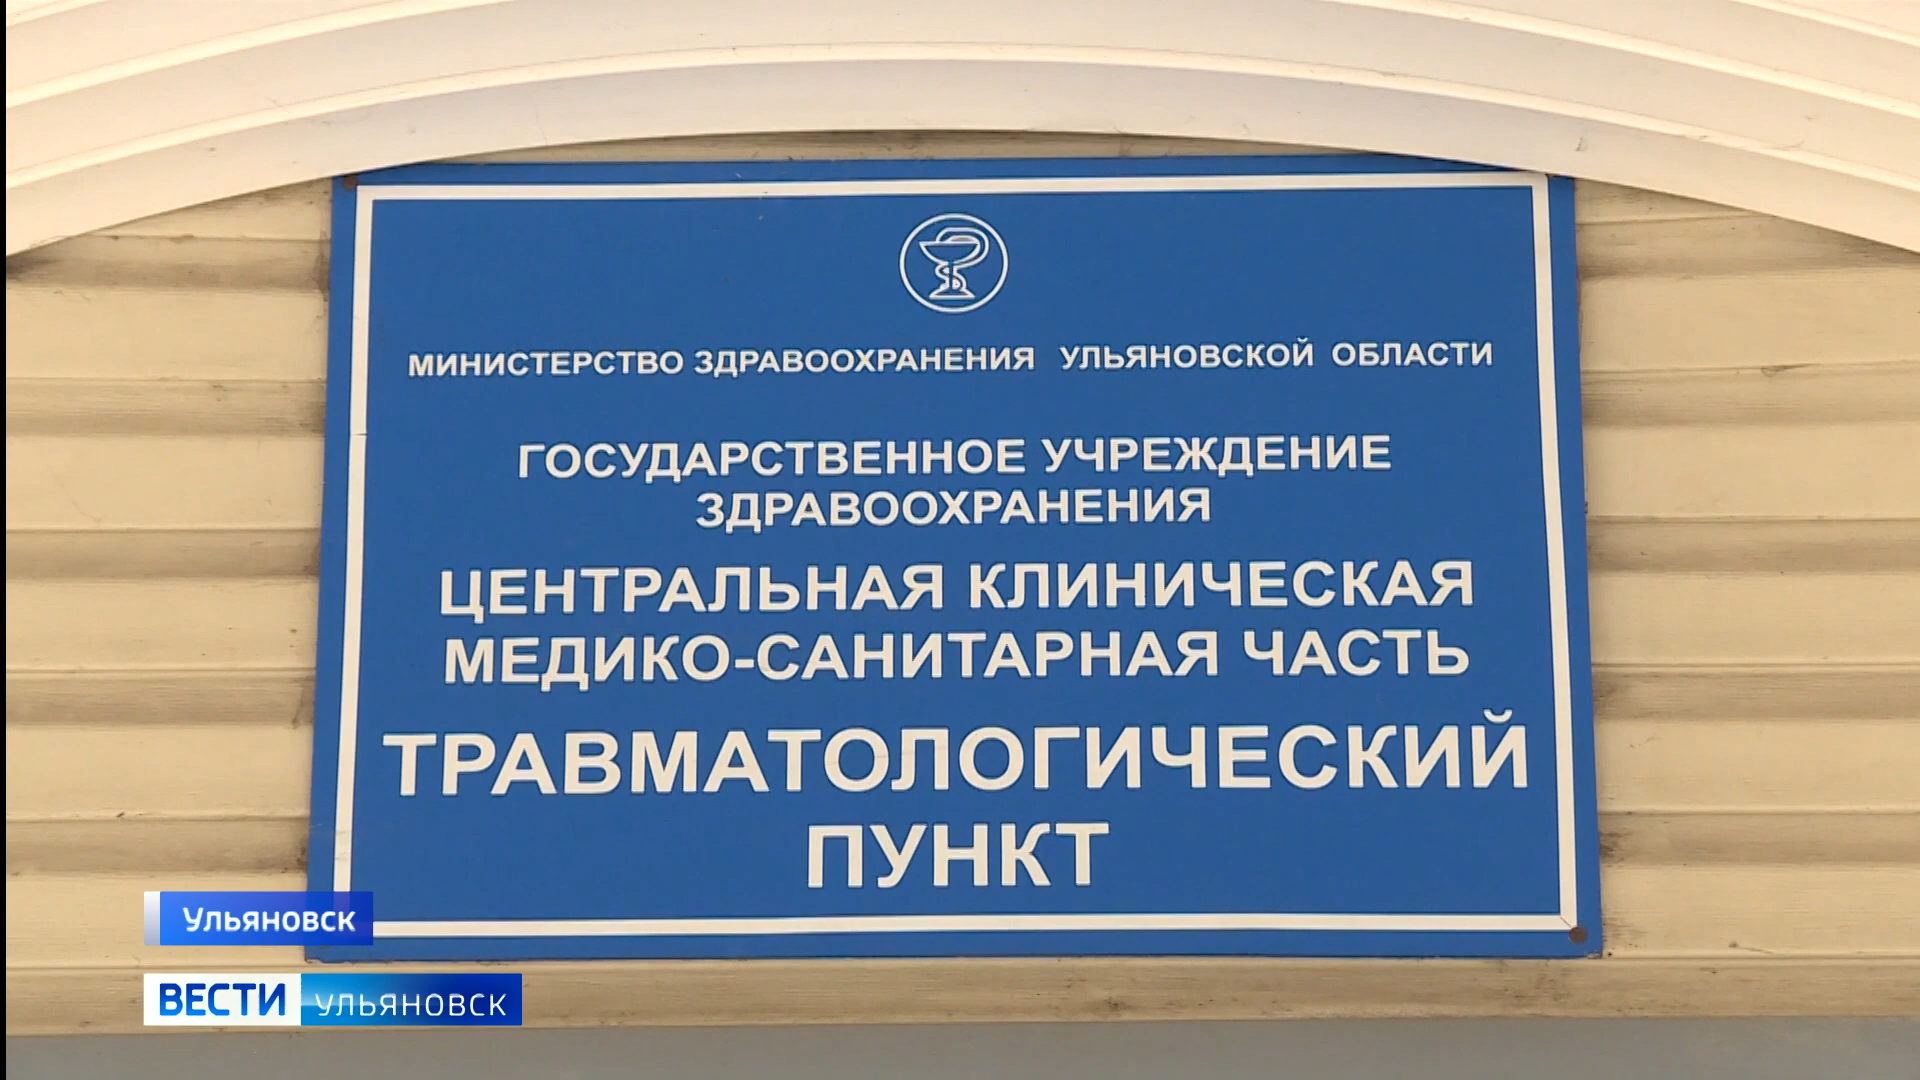 МИНИСТЕРСТВО ЗДРАВООХРАНЕНИЯ УЛЬЯНОВСКОЙ ОБЛАСТИ
ГОСУДАРСТВЕННОЕ УЧРЕЖДЕНИЕ
ЗДРАВООХРАНЕНИЯ
ЦЕНТРАЛЬНАЯ КЛИНИЧЕСКАЯ
МЕДИКО-САНИТАРНАЯ ЧАСТЬ
ТРАВМАТОЛОГИЧЕСКИЙ
ПУНКТ
Ульяновск
ВЕСТИ УЛЬЯНОВСК